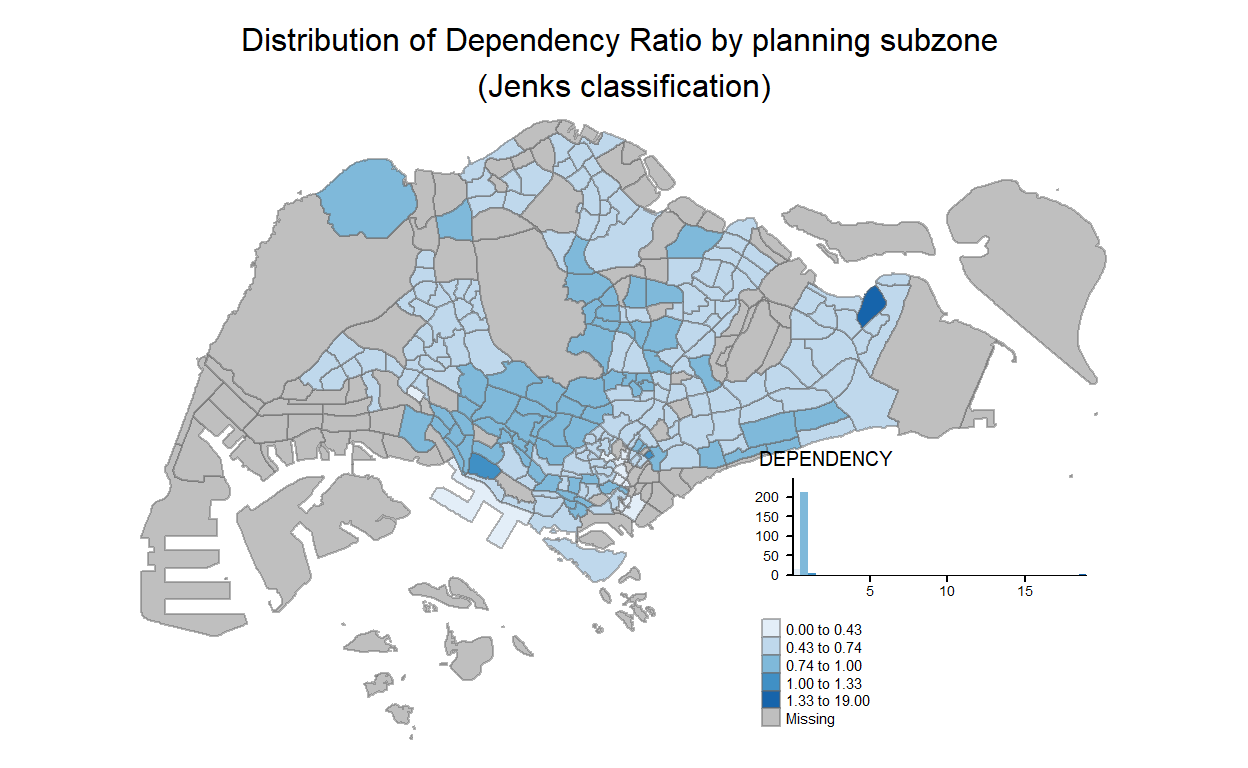 Distribution of Dependency Ratio by planning subzone
(Jenks classification)
DEPENDENCY
200
150
100
50
0
5 10 15
0.00 to 0.43
0.43 to 0.74
0.74 to 1.00
1.00 to 1.33
1.33 to 19.00
Missing